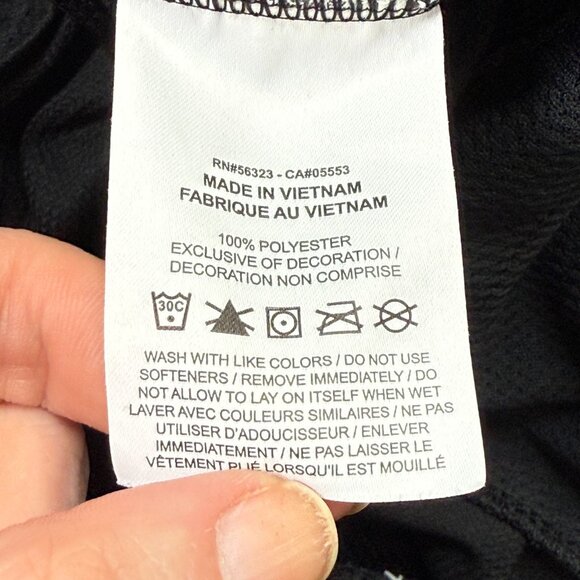 RN#56323 - CA#05553
MADE IN VIETNAM
FABRIQUE AU VIETNAM
100% POLYESTER
EXCLUSIVE OF DECORATION /
DECORATION NON COMPRISE
30C
WASH WITH LIKE COLORS / DO NOT USE
SOFTENERS / REMOVE IMMEDIATELY / DO
NOT ALLOW TO LAY ON ITSELF WHEN WET
LAVER AVEC COULEURS SIMILAIRES / NE PAS
UTILISER D'ADOUCISSEUR / ENLEVER
IMMEDIATEMENT / NE PAS LAISSER LE
VÊTEMENT PLIÉ LORSQU'IL EST MOUILLÉ